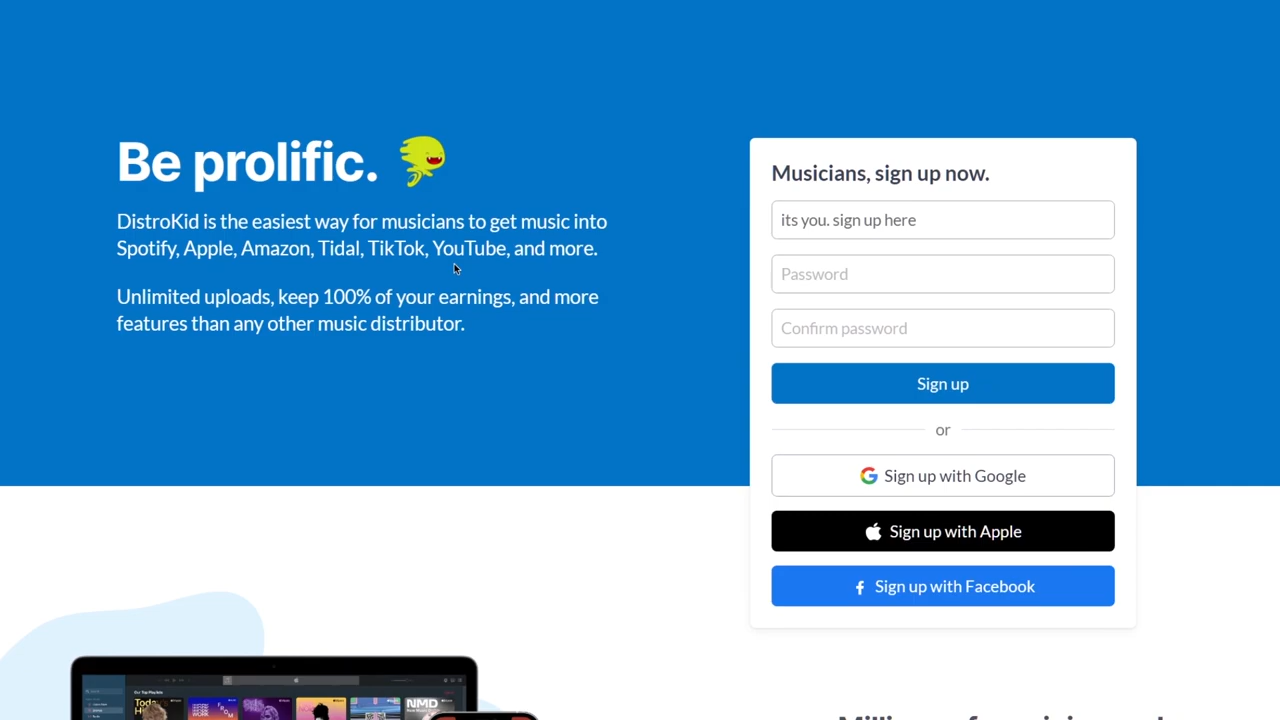 Be prolific.
DistroKid is the easiest way for musicians to get music into
Spotify, Apple, Amazon, Tidal, TikTok, YouTube, and more.
Unlimited uploads, keep 100% of your earnings, and more
features than any other music distributor.
Musicians, sign up now.
its you. sign up here
Password
Confirm password
Sign up
or
Sign up with Google
Sign up with Apple
Sign up with Facebook
NMD